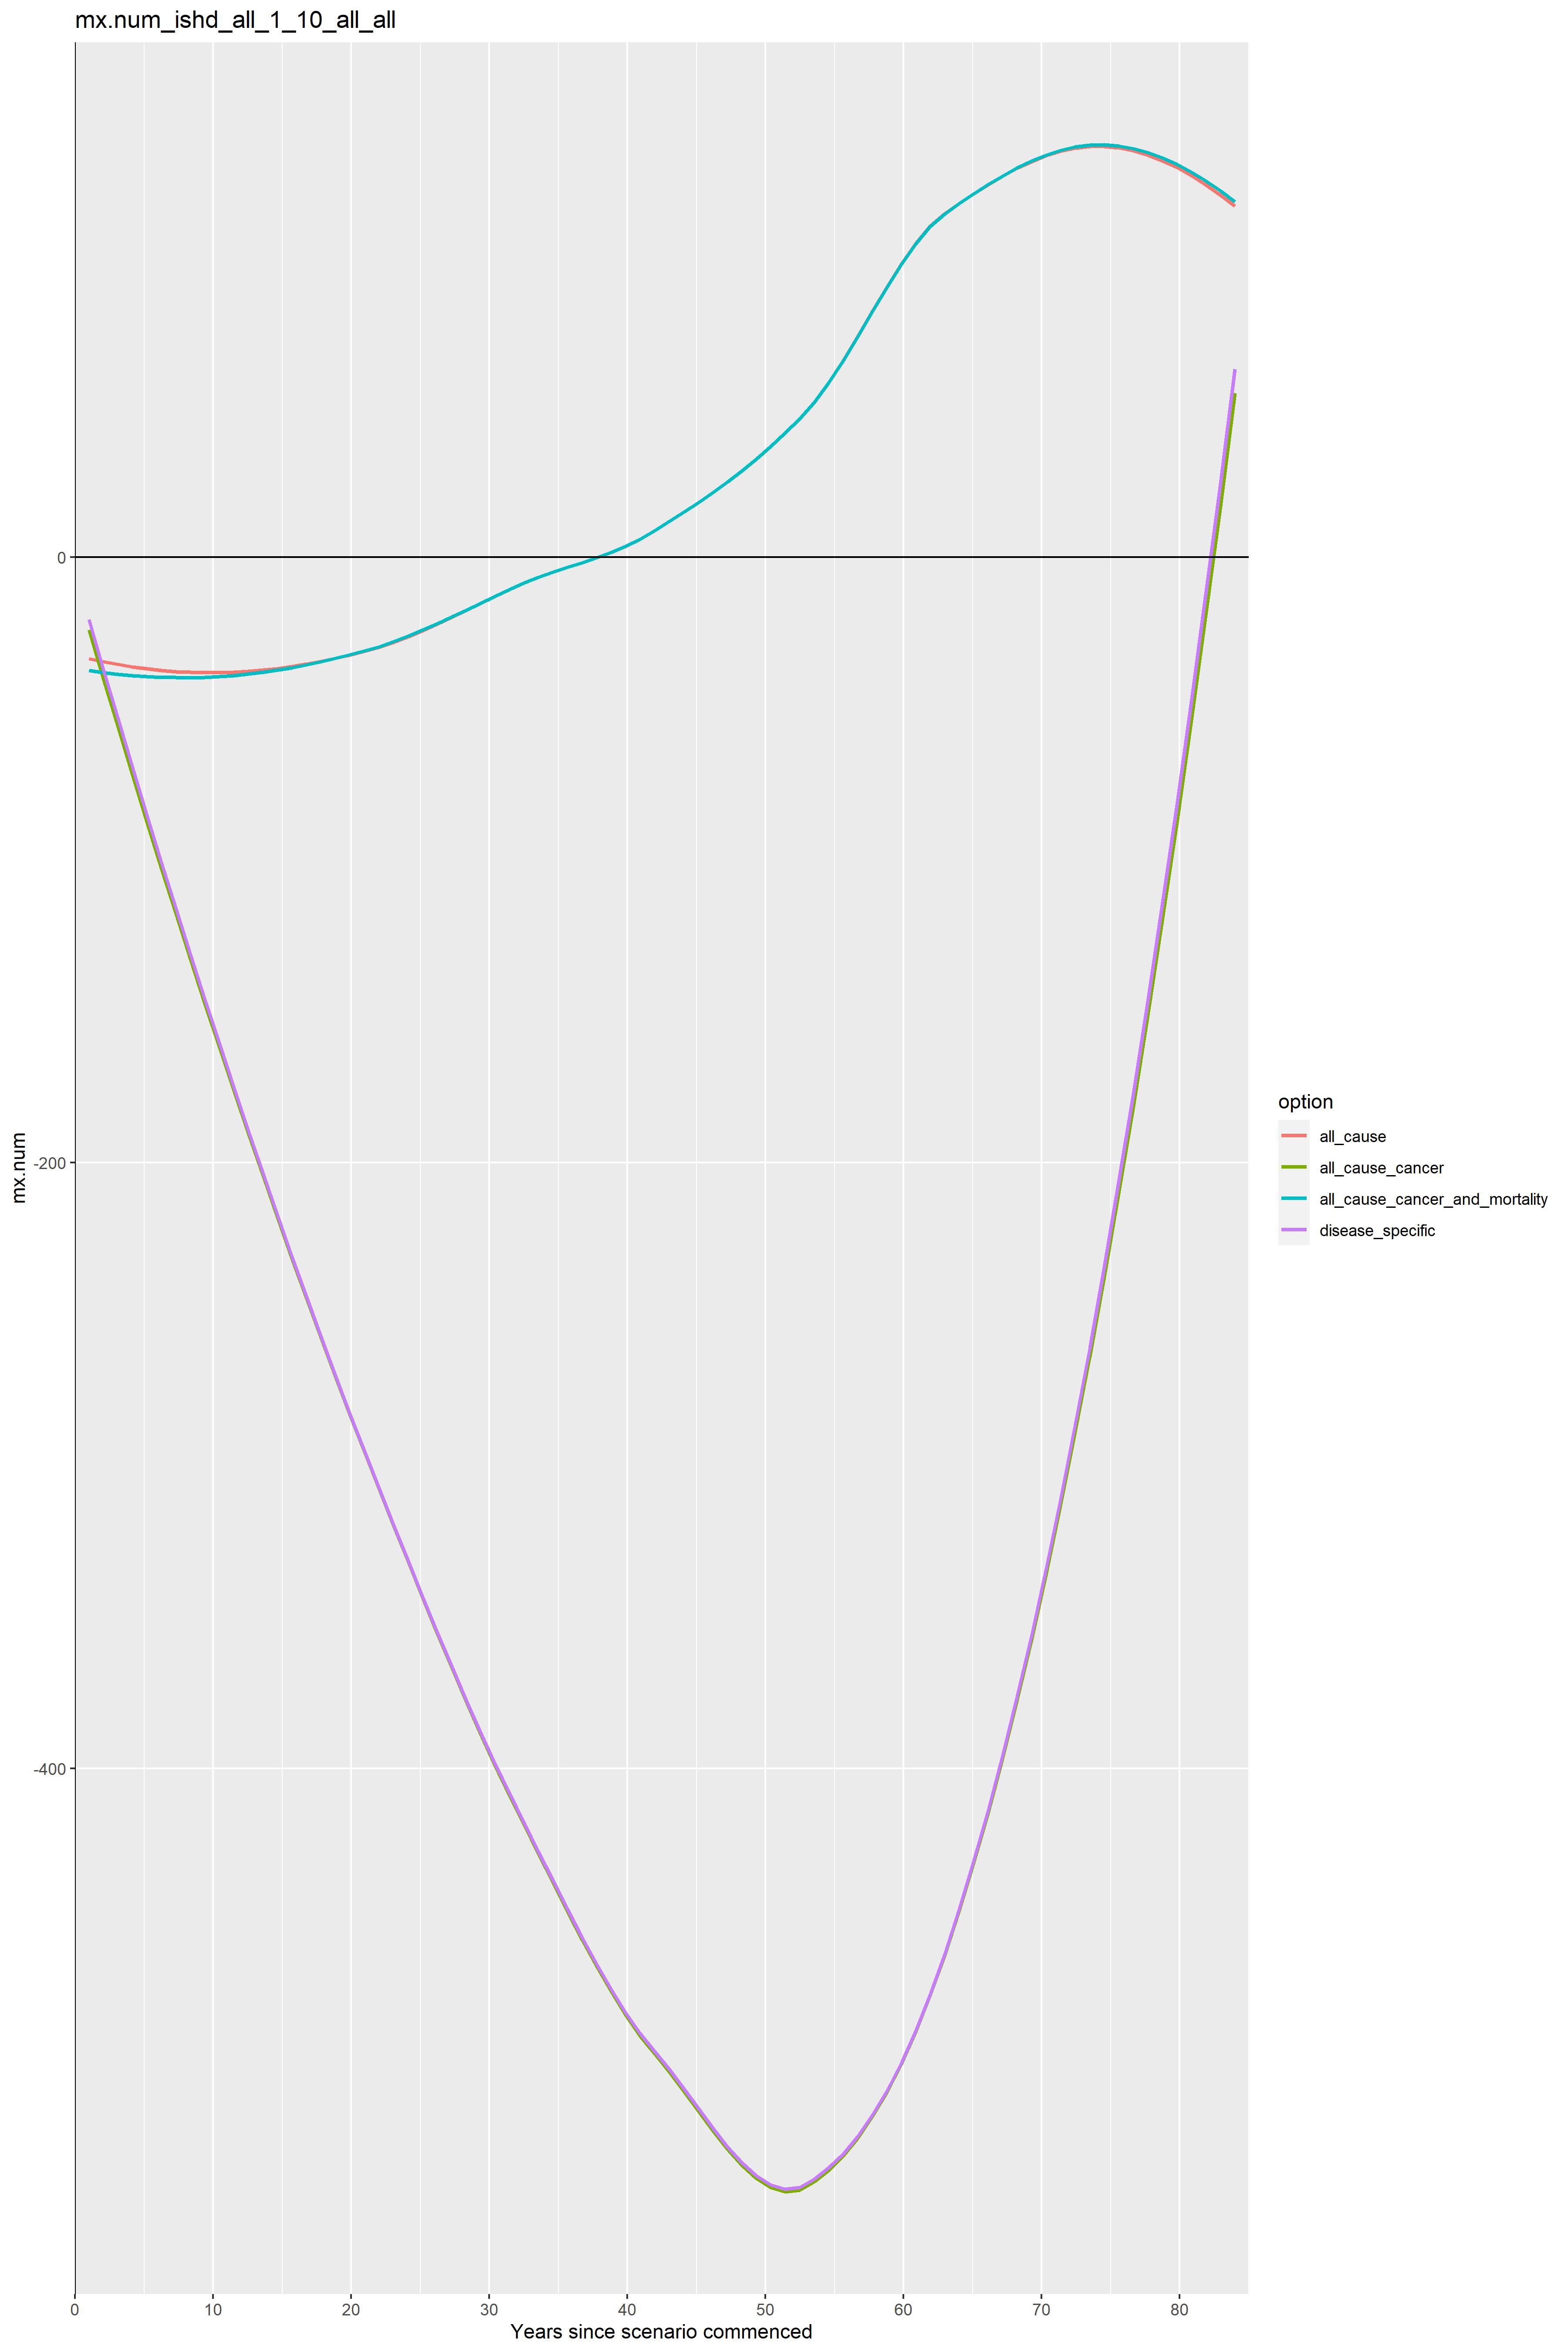 mx.num_ishd_all_1_10_all_all
mx.num
0
-200
-400
0 10 20 30 40 50 60 70 80
Years since scenario commenced
option
all_cause
all_cause_cancer
all_cause_cancer_and_mortality
disease_specific